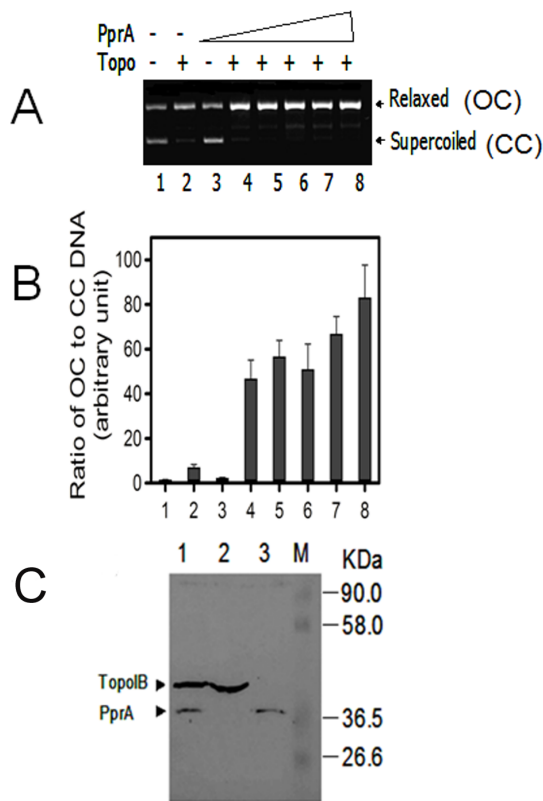 PprA - -
Topo - + - + + + + +
A
Relaxed (OC)
Supercoiled (CC)
1 2 3 4 5 6 7 8
B
Ratio of OC to CC DNA
(arbitrary unit)
100
80
60
40
20
0
1 2 3 4 5 6 7 8
C
1 2 3 M KDa
90.0
58.0
TopoIB
PprA
36.5
26.6